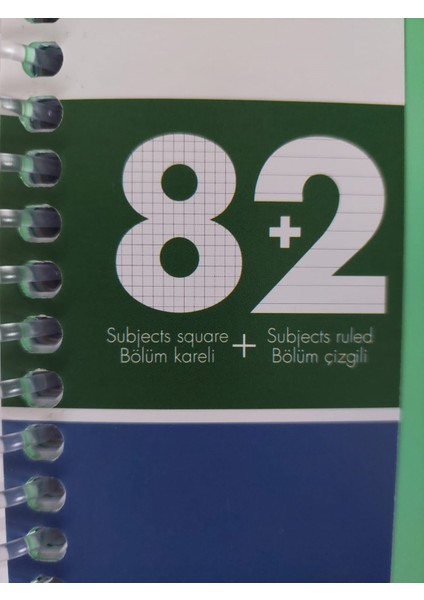 8+2
Subjects square + Subjects ruled
Bölüm kareli Bölüm çizgili